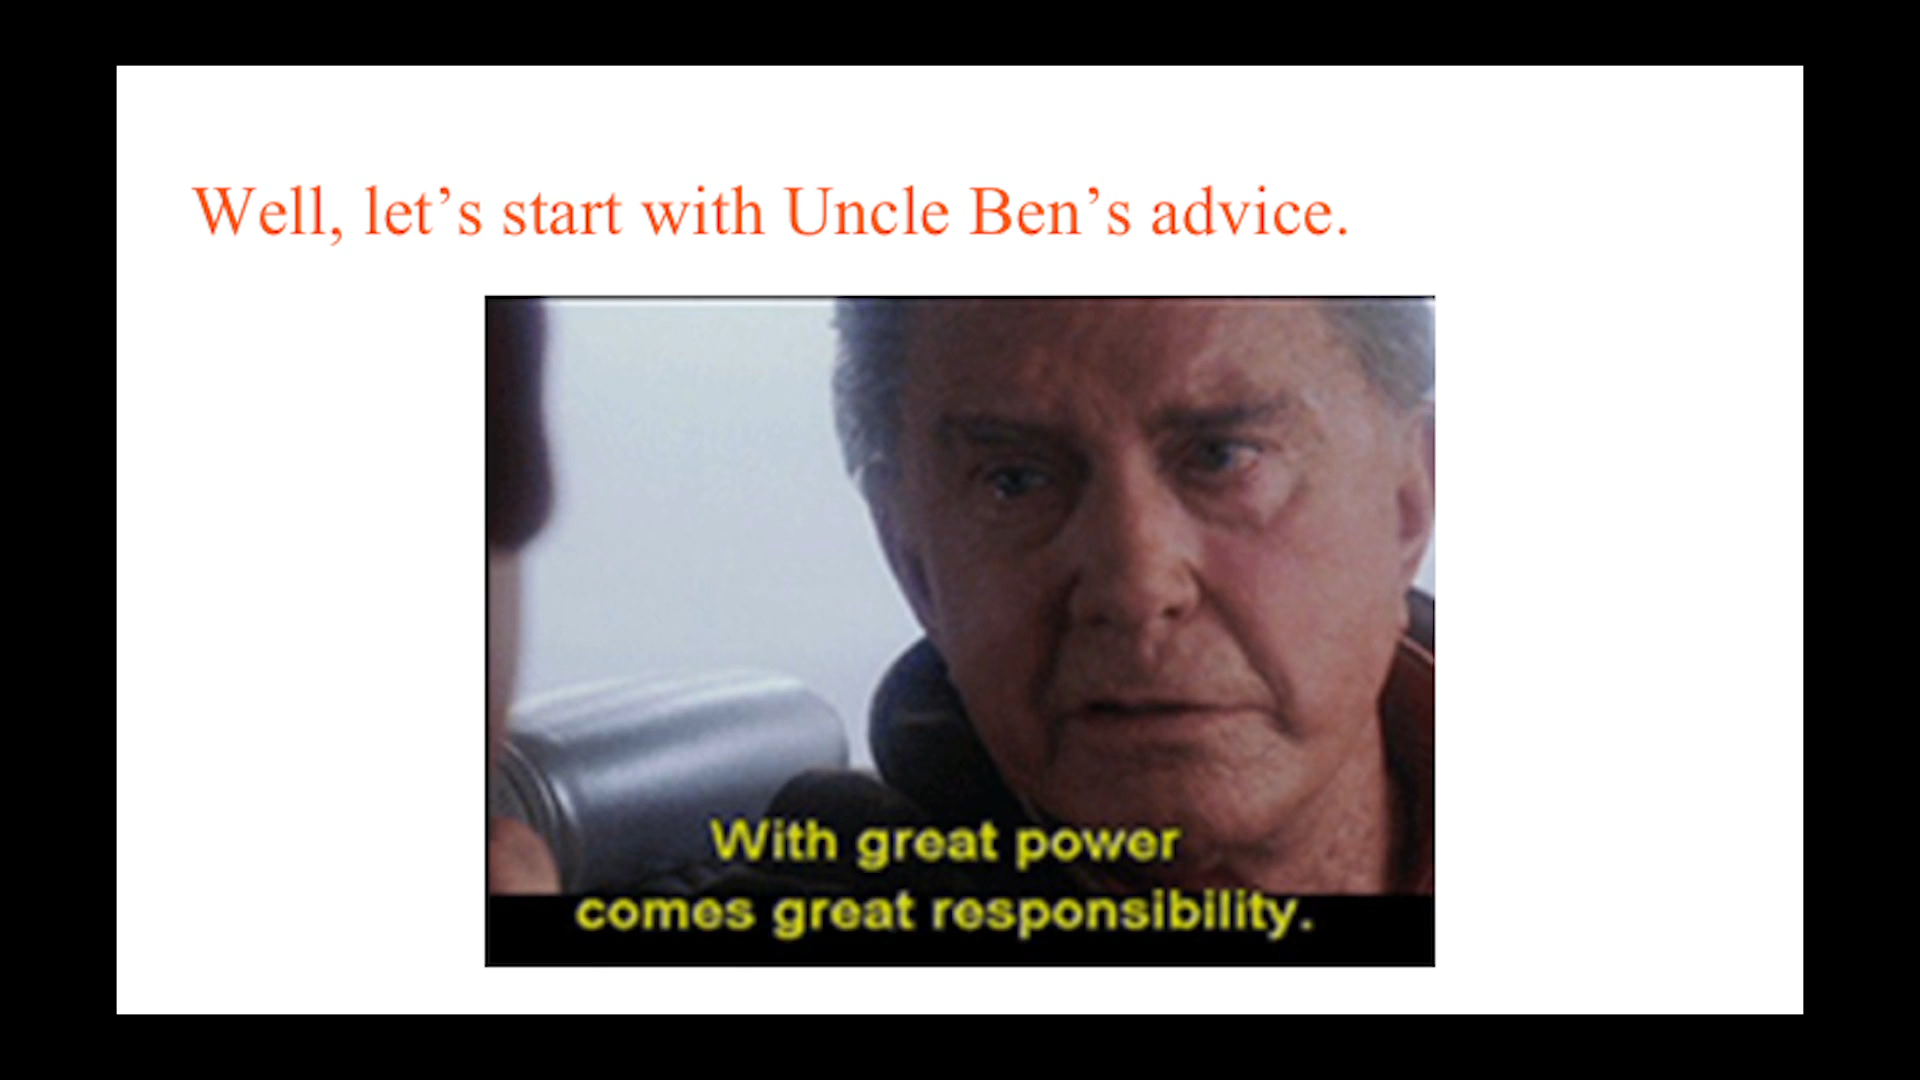 Well, let’s start with Uncle Ben’s advice.
With great power
comes great responsibility.